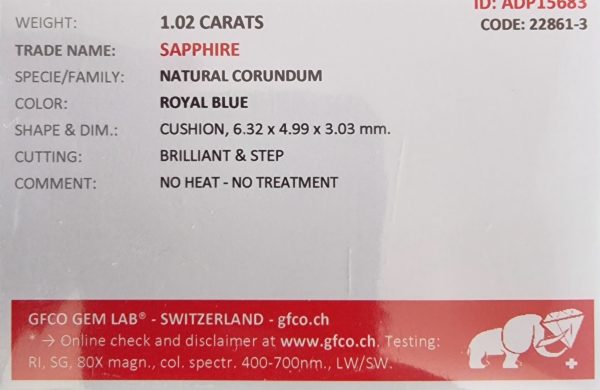 ID: ADP15683
WEIGHT: 1.02 CARATS
CODE: 22861-3
TRADE NAME: SAPPHIRE
SPECIE/FAMILY: NATURAL CORUNDUM
COLOR: ROYAL BLUE
SHAPE & DIM.: CUSHION, 6.32 x 4.99 x 3.03 mm.
CUTTING: BRILLIANT & STEP
COMMENT: NO HEAT - NO TREATMENT
GFCO GEM LAB® - SWITZERLAND - gfco.ch
* → Online check and disclaimer at www.gfco.ch. Testing:
RI, SG, 80X magn., col. spectr. 400-700nm., LW/SW.